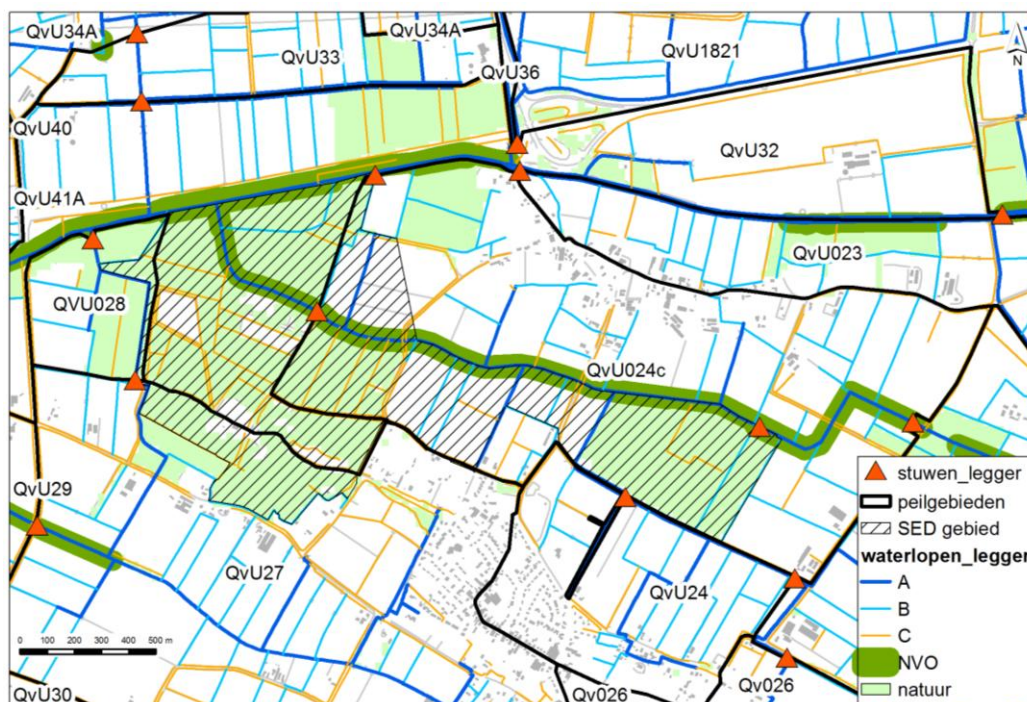 QvU34A
QvU33
QvU34A
QvU1821
N
QvU36
QvU40
QvU32
QvU41A
QvU023
QVU028
QvU024c
QvU29
QvU27
QvU24
QvU30
Qv026
Qv026
0 100 200 300 400 500 m
stuwen_legger
peilgebieden
SED gebied
waterlopen_legger
A
B
C
NVO
natuur